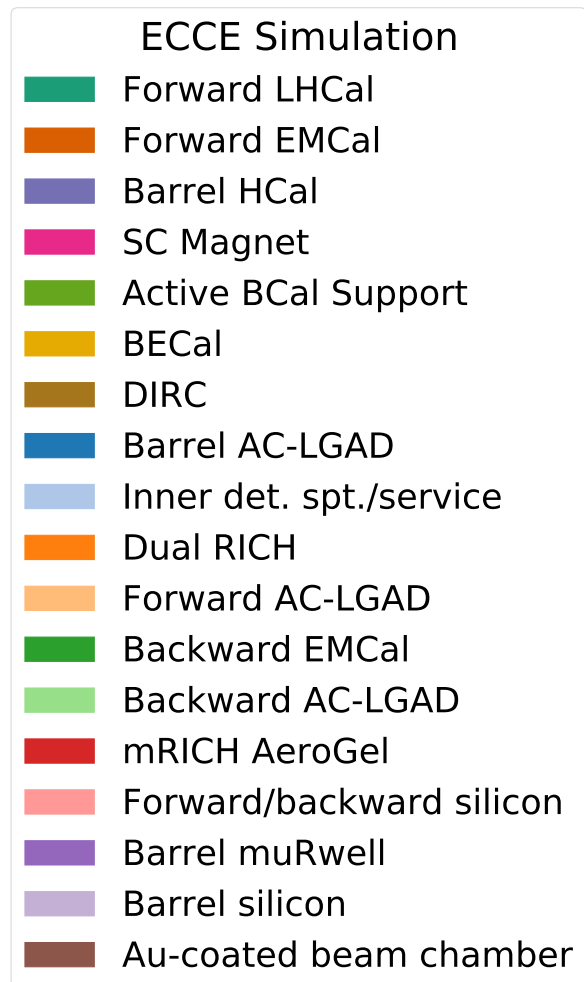 ECCE Simulation
Forward LHCal
Forward EMCal
Barrel HCal
SC Magnet
Active BCal Support
BECal
DIRC
Barrel AC-LGAD
Inner det. spt./service
Dual RICH
Forward AC-LGAD
Backward EMCal
Backward AC-LGAD
mRICH AeroGel
Forward/backward silicon
Barrel muRwell
Barrel silicon
Au-coated beam chamber